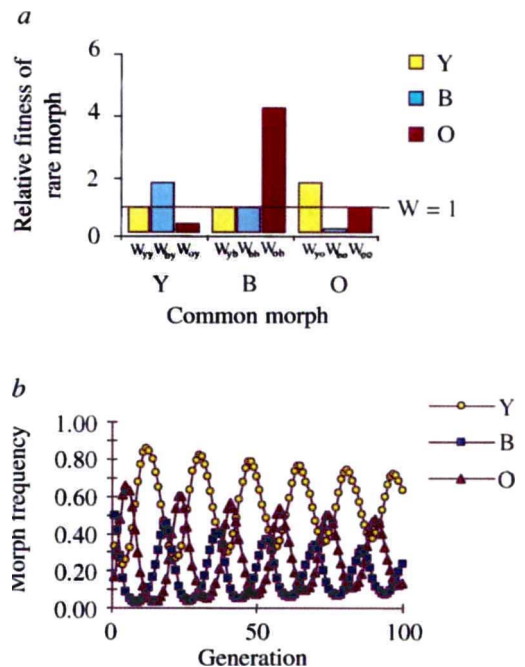 a
Relative fitness of
rare morph
6
4
2
0
Y
B
O
W = 1
Wyy Wby Woy Wyb Wbb Wob Wyo Wbo Woo
Y B O
Common morph
b
Morph frequency
1.00
0.80
0.60
0.40
0.20
0.00
0 50 100
Generation
Y
B
O